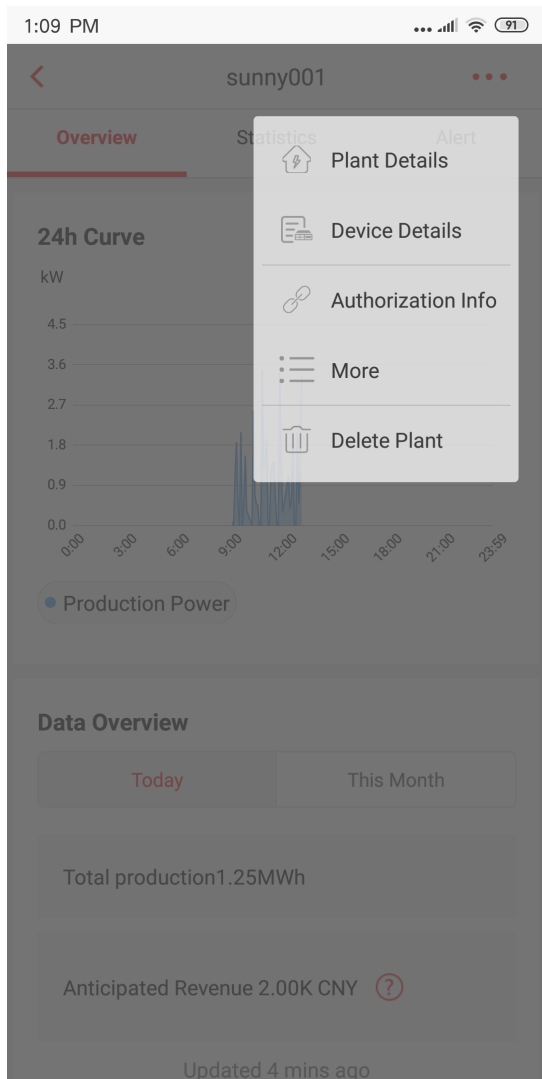 1:09 PM
91
sunny001
Overview
Statistics
Alert
Plant Details
Device Details
Authorization Info
More
Delete Plant
24h Curve
kW
4.5
3.6
2.7
1.8
0.9
0.0
0:00
3:00
6:00
9:00
12:00
15:00
18:00
21:00
23:59
Production Power
Data Overview
Today
This Month
Total production1.25MWh
Anticipated Revenue 2.00K CNY ?
Updated 4 mins ago